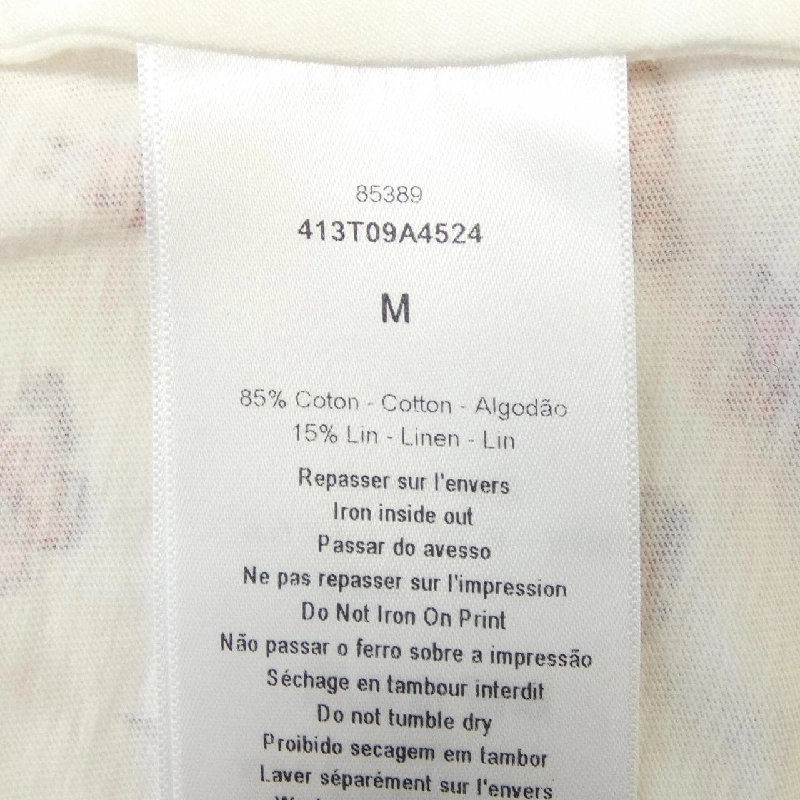 85389
413T09A4524
M
85% Coton - Cotton - Algodão
15% Lin - Linen - Lin
Repasser sur l'envers
Iron inside out
Passar do avesso
Ne pas repasser sur l'impression
Do Not Iron On Print
Não passar o ferro sobre a impressão
Séchage en tambour interdit
Do not tumble dry
Proibido secagem em tambor
Laver séparément sur l'envers